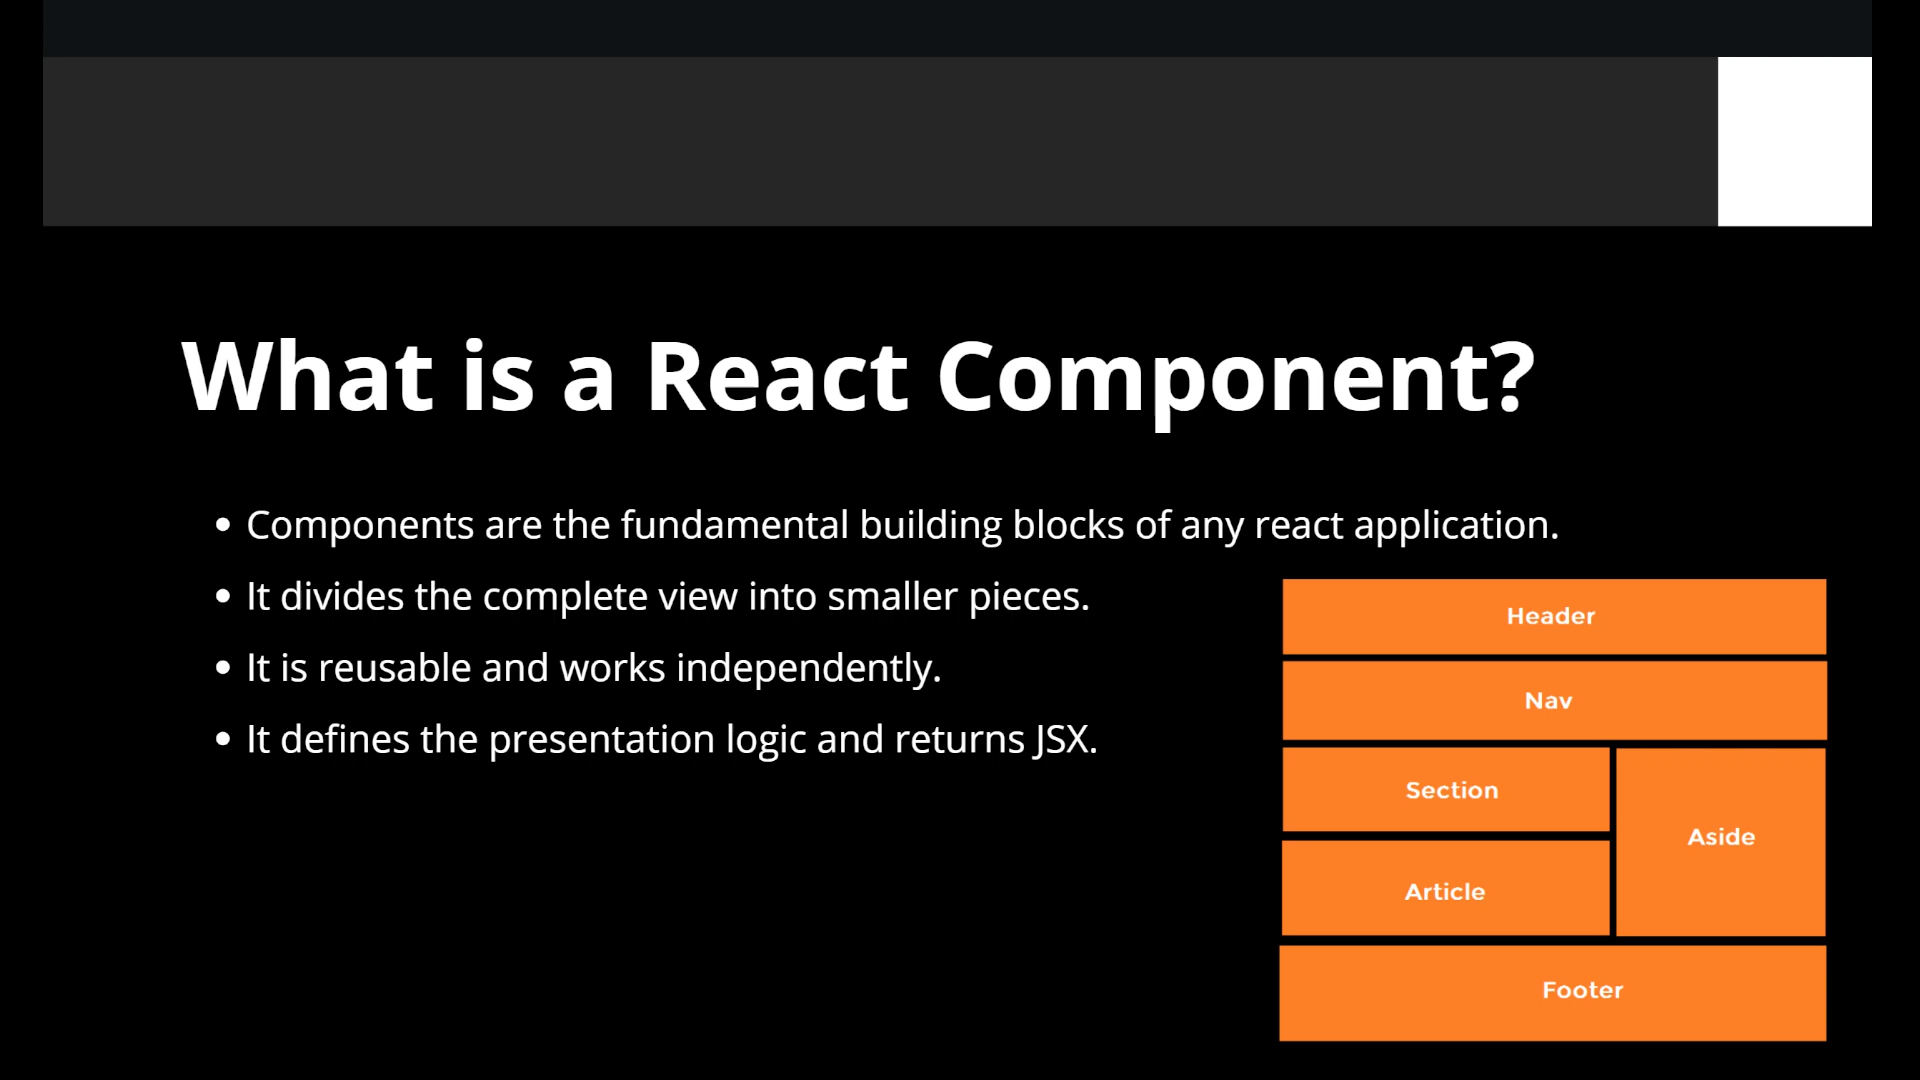 What is a React Component?
• Components are the fundamental building blocks of any react application.
• It divides the complete view into smaller pieces.
• It is reusable and works independently.
• It defines the presentation logic and returns JSX.
Header
Nav
Section
Aside
Article
Footer